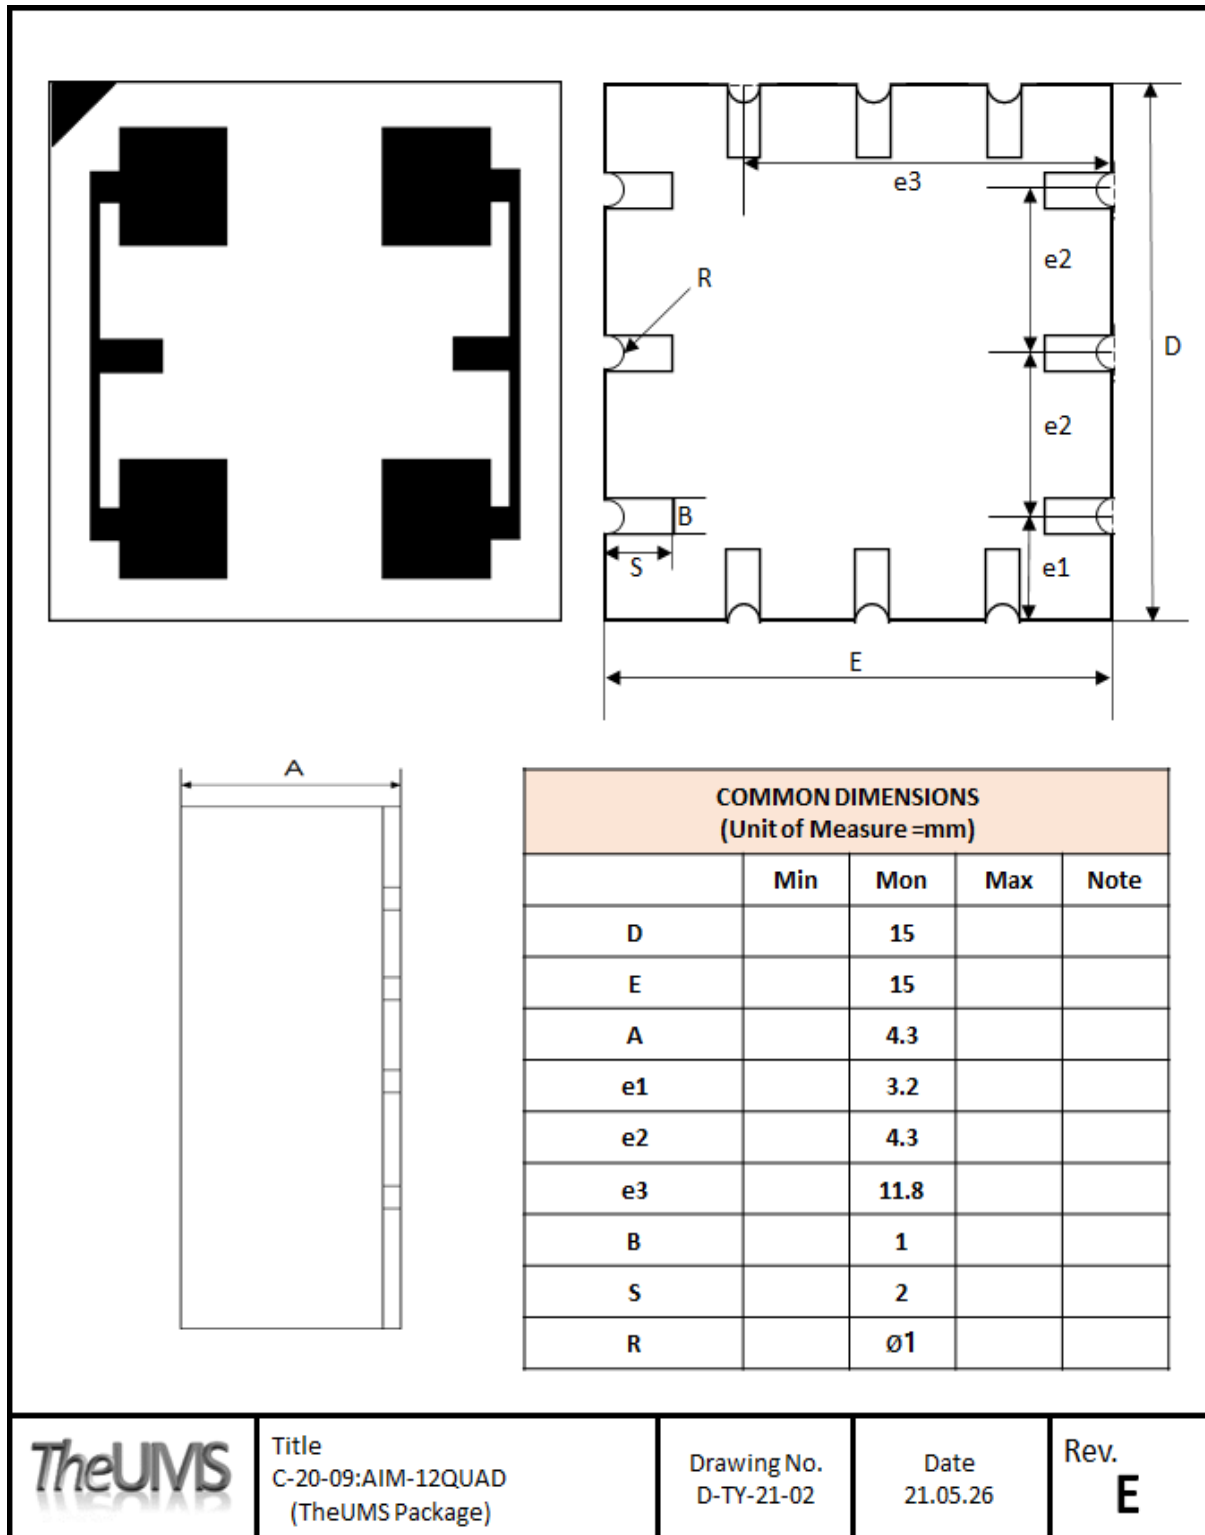 e3
e2
R
D
e2
B
S
e1
E
A
COMMON DIMENSIONS
(Unit of Measure =mm)
Min Mon Max Note
D 15
E 15
A 4.3
e1 3.2
e2 4.3
e3 11.8
B 1
S 2
R Ø1
TheUMS
Title
C-20-09:AIM-12QUAD
(TheUMS Package)
Drawing No.
D-TY-21-02
Date
21.05.26
Rev.
E